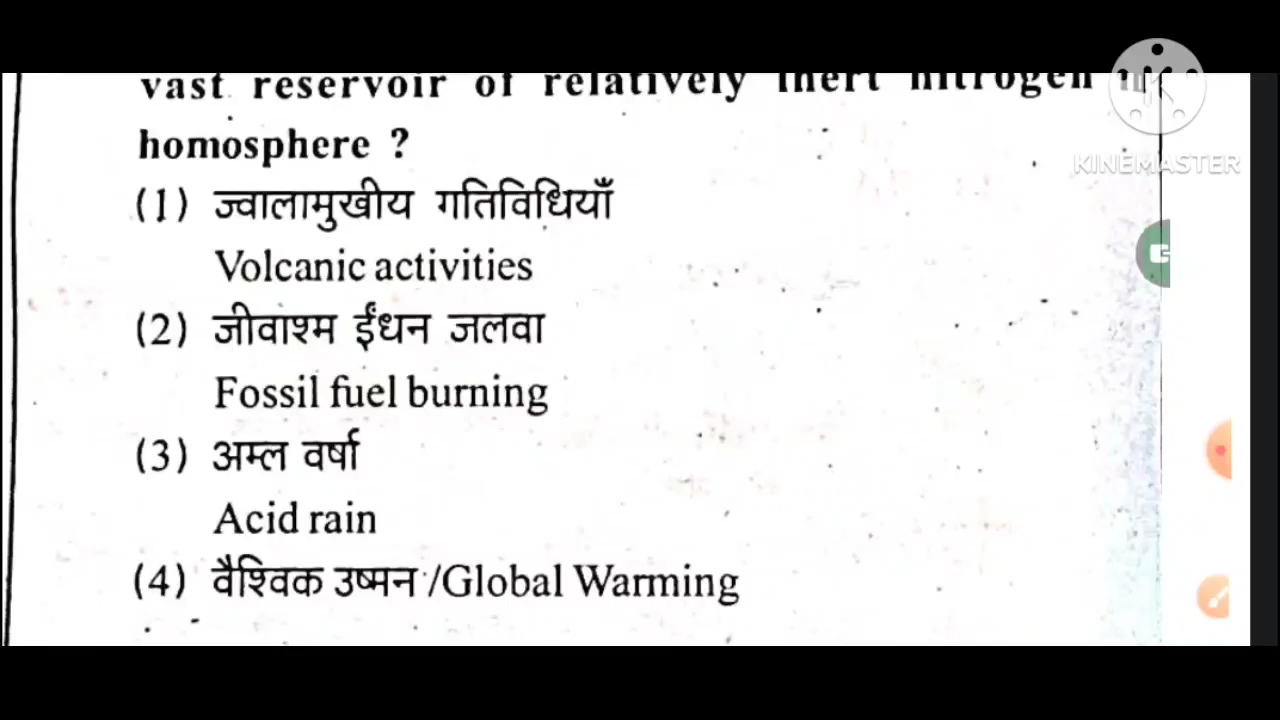 vast reservoir of relatively inert nitrogen in
homosphere ?
(1) ज्वालामुखीय गतिविधियाँ
Volcanic activities
(2) जीवाश्म ईंधन जलवा
Fossil fuel burning
(3) अम्ल वर्षा
Acid rain
(4) वैश्विक उष्मन /Global Warming
KINEMASTER